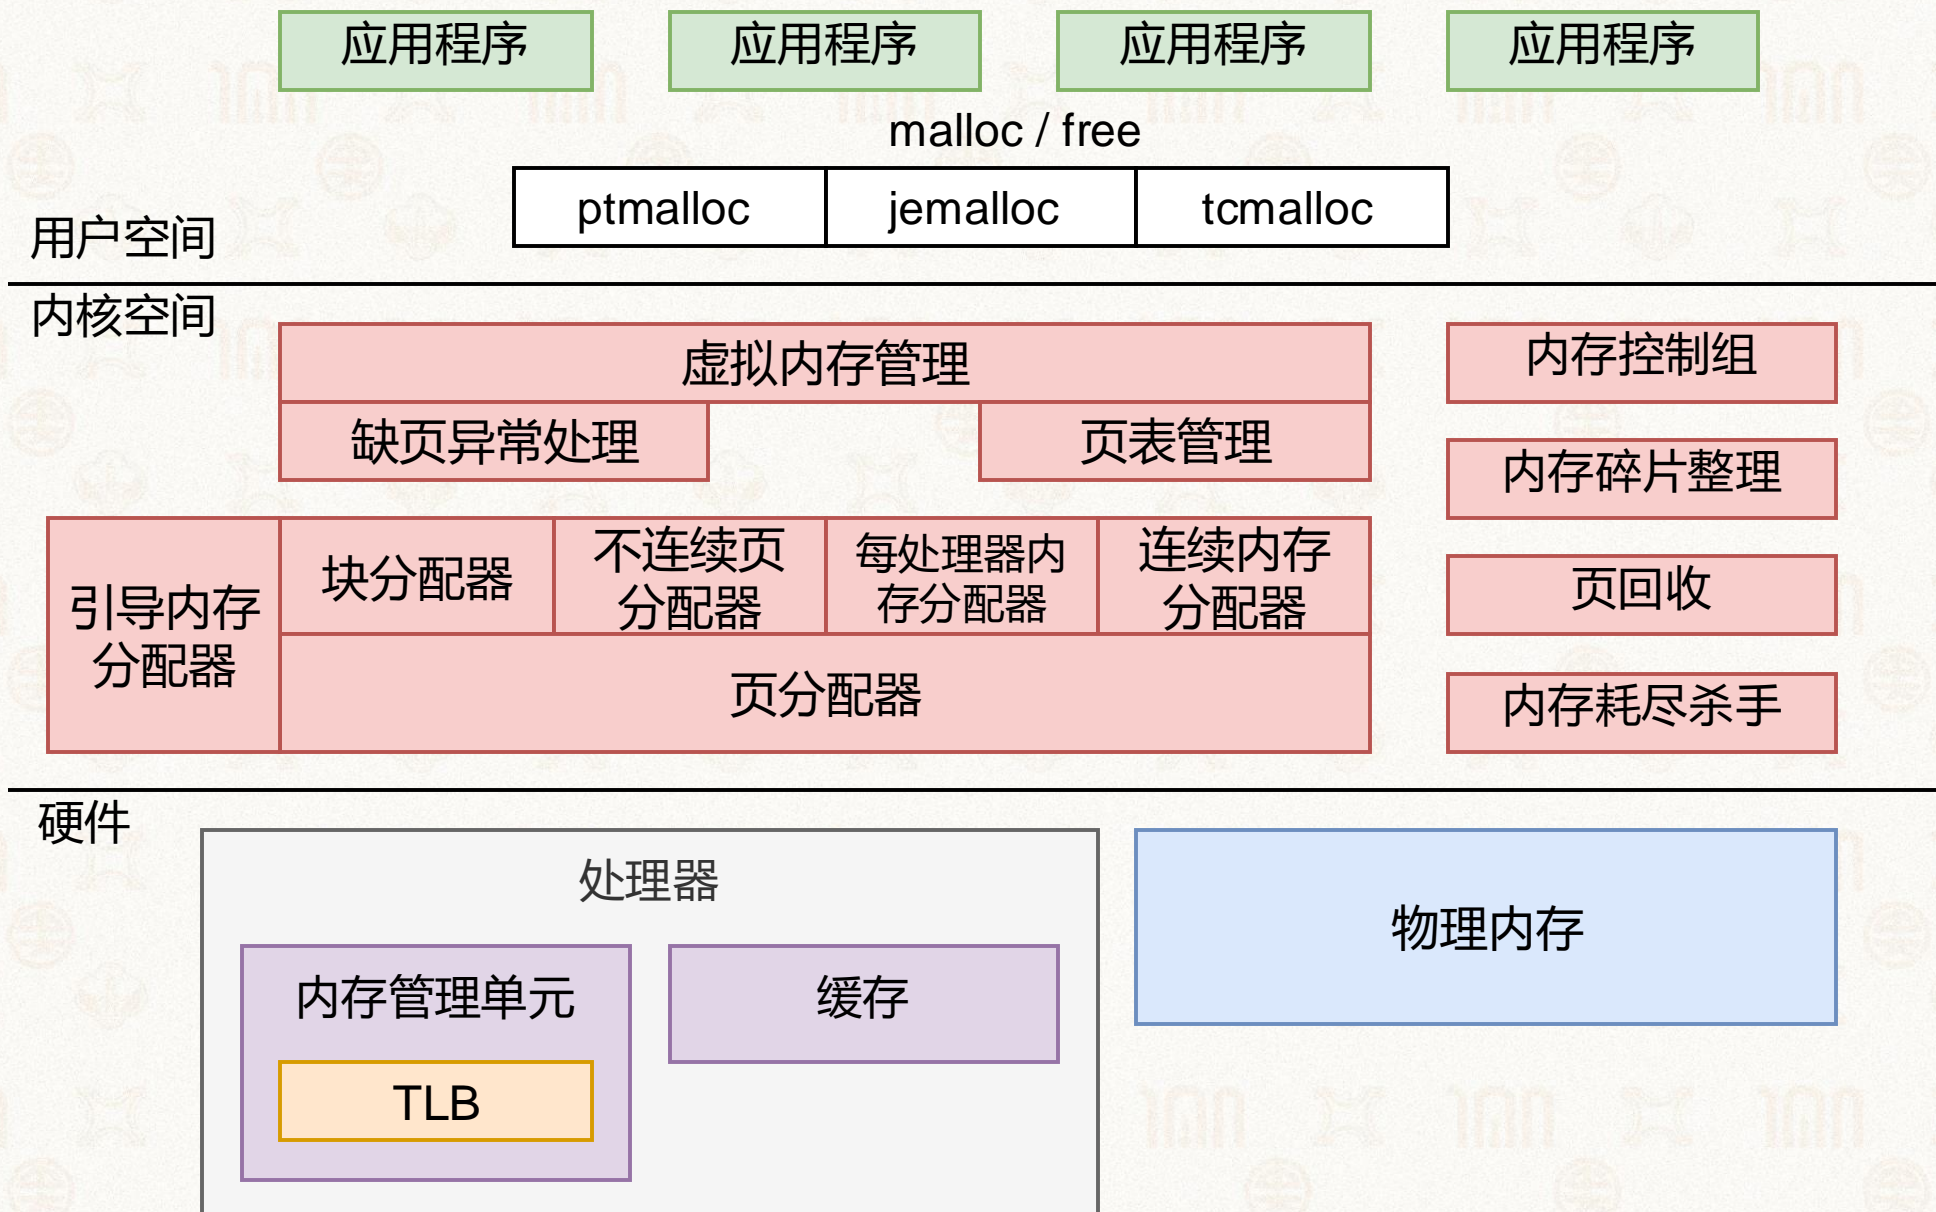 应用程序
应用程序
应用程序
应用程序
malloc / free
ptmalloc
jemalloc
tcmalloc
用户空间
内核空间
虚拟内存管理
缺页异常处理
页表管理
内存控制组
内存碎片整理
页回收
内存耗尽杀手
引导内存
分配器
块分配器
不连续页
分配器
每处理器内
存分配器
连续内存
分配器
页分配器
硬件
处理器
内存管理单元
TLB
缓存
物理内存